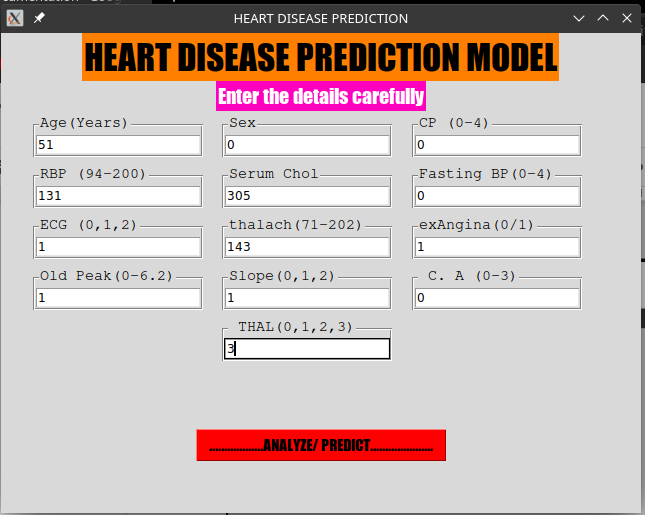 HEART DISEASE PREDICTION
HEART DISEASE PREDICTION MODEL
Enter the details carefully
Age(Years) Sex CP (0-4)
51 0 0
RBP (94-200) Serum Chol Fasting BP(0-4)
131 305 0
ECG (0,1,2) thalach(71-202) exAngina(0/1)
1 143 1
Old Peak(0-6.2) Slope(0,1,2) C. A (0-3)
1 1 0
THAL(0,1,2,3)
3
....................ANALYZE/ PREDICT.......................